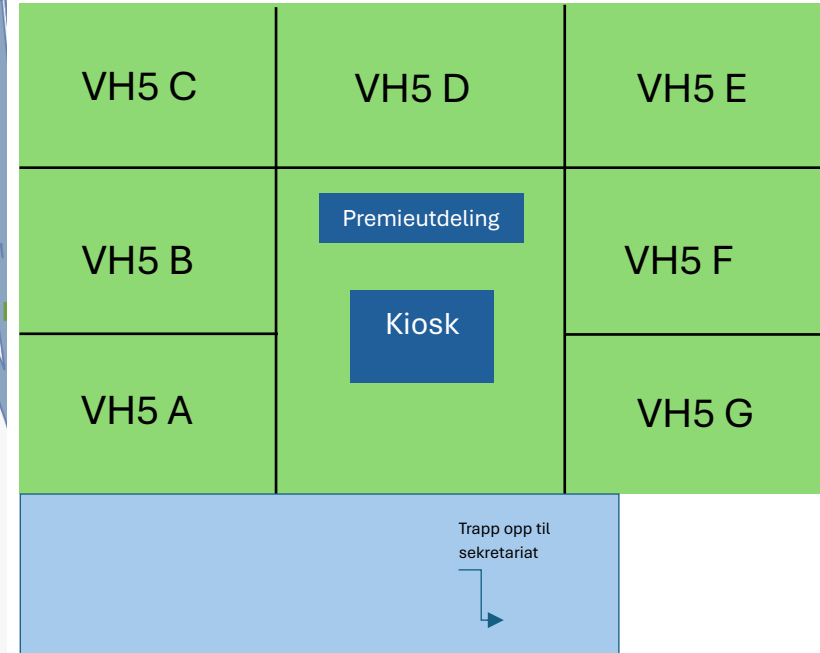 VH5 C
VH5 D
VH5 E
Premieutdeling
VH5 B
VH5 F
Kiosk
VH5 A
VH5 G
Trapp opp til
sekretariat